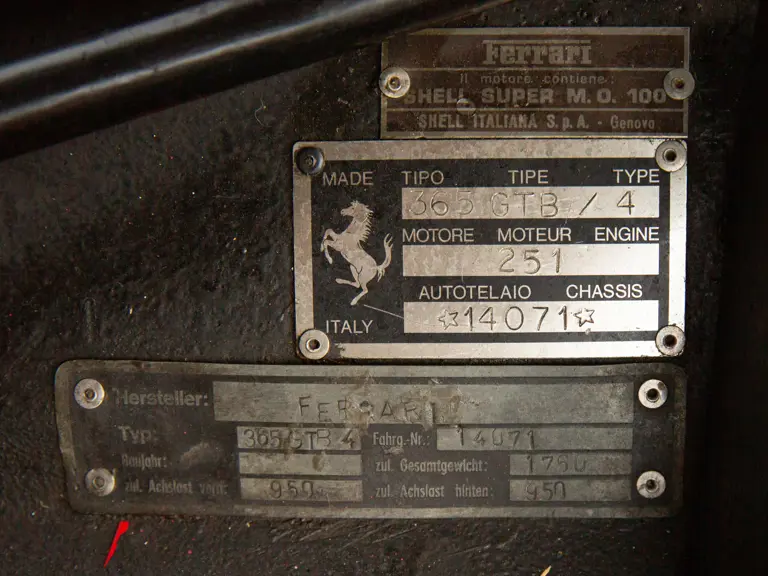 Ferrari
Il motore contiene:
SHELL SUPER M.O. 100
SHELL ITALIANA S.p.A. - Genova
MADE TIPO TIPE TYPE
365 GTB / 4
MOTORE MOTEUR ENGINE
251
AUTOTELAIO CHASSIS
☆14071☆
ITALY
Hersteller: FERRARI
Typ: 365 GTB 4 Fahrg.-Nr.: 14071
Baujahr: zul. Gesamtgewicht: 1780
zul. Achslast vorn: 950 zul. Achslast hinten: 950